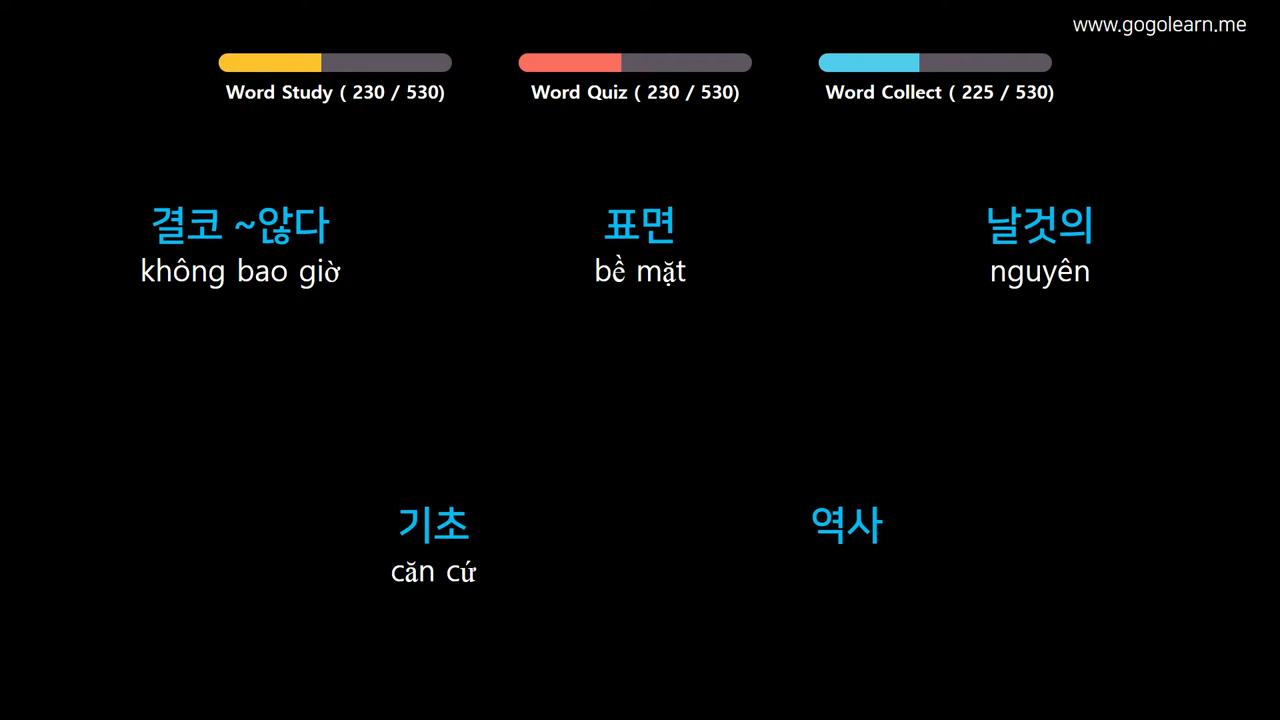 www.gogolearn.me
Word Study ( 230 / 530)
Word Quiz ( 230 / 530)
Word Collect ( 225 / 530)
결코 ~않다
không bao giờ
표면
bề mặt
날것의
nguyên
기초
căn cứ
역사